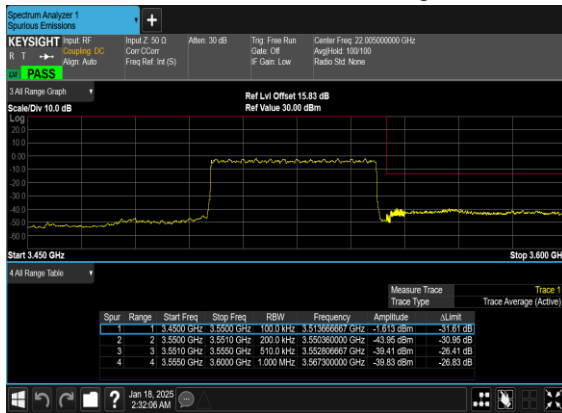 Spectrum Analyzer 1
Spurious Emissions
+
KEYSIGHT Input: RF Input Z: 50 Ω Atten: 30 dB Trig: Free Run Center Freq: 22.005000000 GHz
R T Coupling: DC Corr CCorr Gate: Off Avg|Hold: 100/100
Align: Auto Freq Ref: Int (S) IF Gain: Low Radio Std: None
PASS
3 All Range Graph
Ref Lvl Offset 15.83 dB
Scale/Div 10.0 dB Ref Value 30.00 dBm
Log
20.0
10.0
0.00
-10.0
-20.0
-30.0
-40.0
-50.0
-60.0
Start 3.450 GHz Stop 3.600 GH
4 All Range Table
Measure Trace Trace 1
Trace Type Trace Average (Active)
Spur Range Start Freq Stop Freq RBW Frequency Amplitude ΔLimit
1 1 3.4500 GHz 3.5500 GHz 100.0 kHz 3.513666667 GHz -1.613 dBm -31.61 dB
2 2 3.5500 GHz 3.5510 GHz 200.0 kHz 3.550360000 GHz -43.95 dBm -30.95 dB
3 3 3.5510 GHz 3.5550 GHz 510.0 kHz 3.552806667 GHz -39.41 dBm -26.41 dB
4 4 3.5550 GHz 3.6000 GHz 1.000 MHz 3.567300000 GHz -39.83 dBm -26.83 dB
? Jan 18, 2025
2:32:06 AM